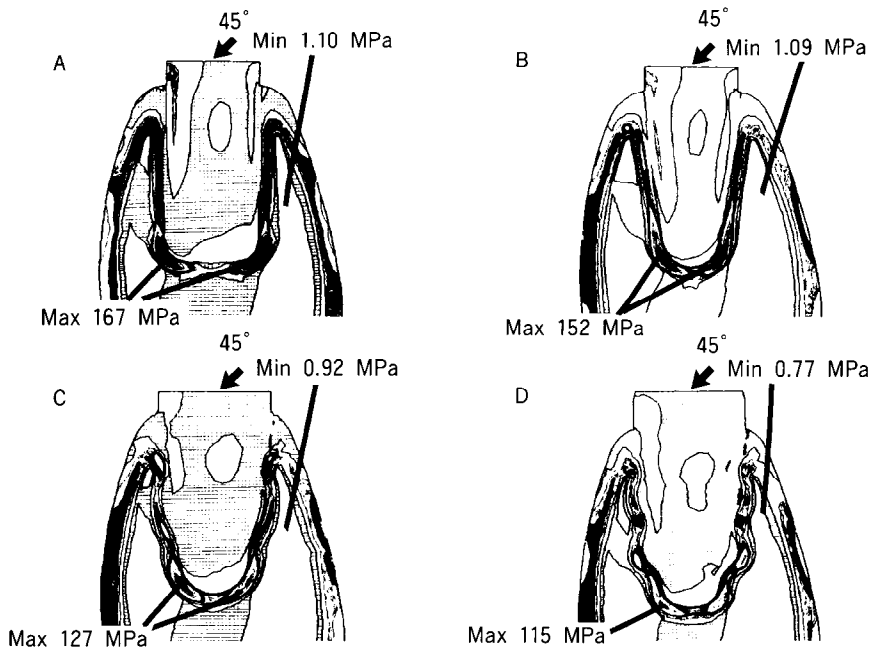 45°
A
Min 1.10 MPa
Max 167 MPa
45°
B
Min 1.09 MPa
Max 152 MPa
45°
C
Min 0.92 MPa
Max 127 MPa
45°
D
Min 0.77 MPa
Max 115 MPa